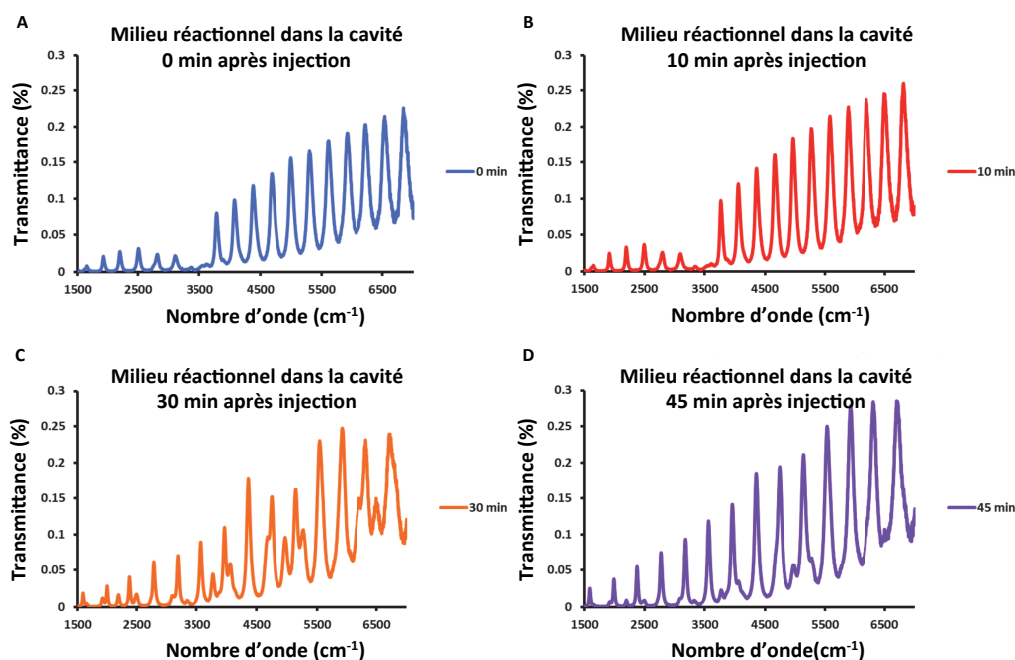 A
Milieu réactionnel dans la cavité
0 min après injection
Transmittance (%)
0.3
0.25
0.2
0.15
0.1
0.05
0
1500 2500 3500 4500 5500 6500
Nombre d'onde (cm-1)
0 min
B
Milieu réactionnel dans la cavité
10 min après injection
Transmittance (%)
0.3
0.25
0.2
0.15
0.1
0.05
0
1500 2500 3500 4500 5500 6500
Nombre d'onde (cm-1)
10 min
C
Milieu réactionnel dans la cavité
30 min après injection
Transmittance (%)
0.3
0.25
0.2
0.15
0.1
0.05
0
1500 2500 3500 4500 5500 6500
Nombre d'onde (cm-1)
30 min
D
Milieu réactionnel dans la cavité
45 min après injection
Transmittance (%)
0.3
0.25
0.2
0.15
0.1
0.05
0
1500 2500 3500 4500 5500 6500
Nombre d'onde(cm-1)
45 min